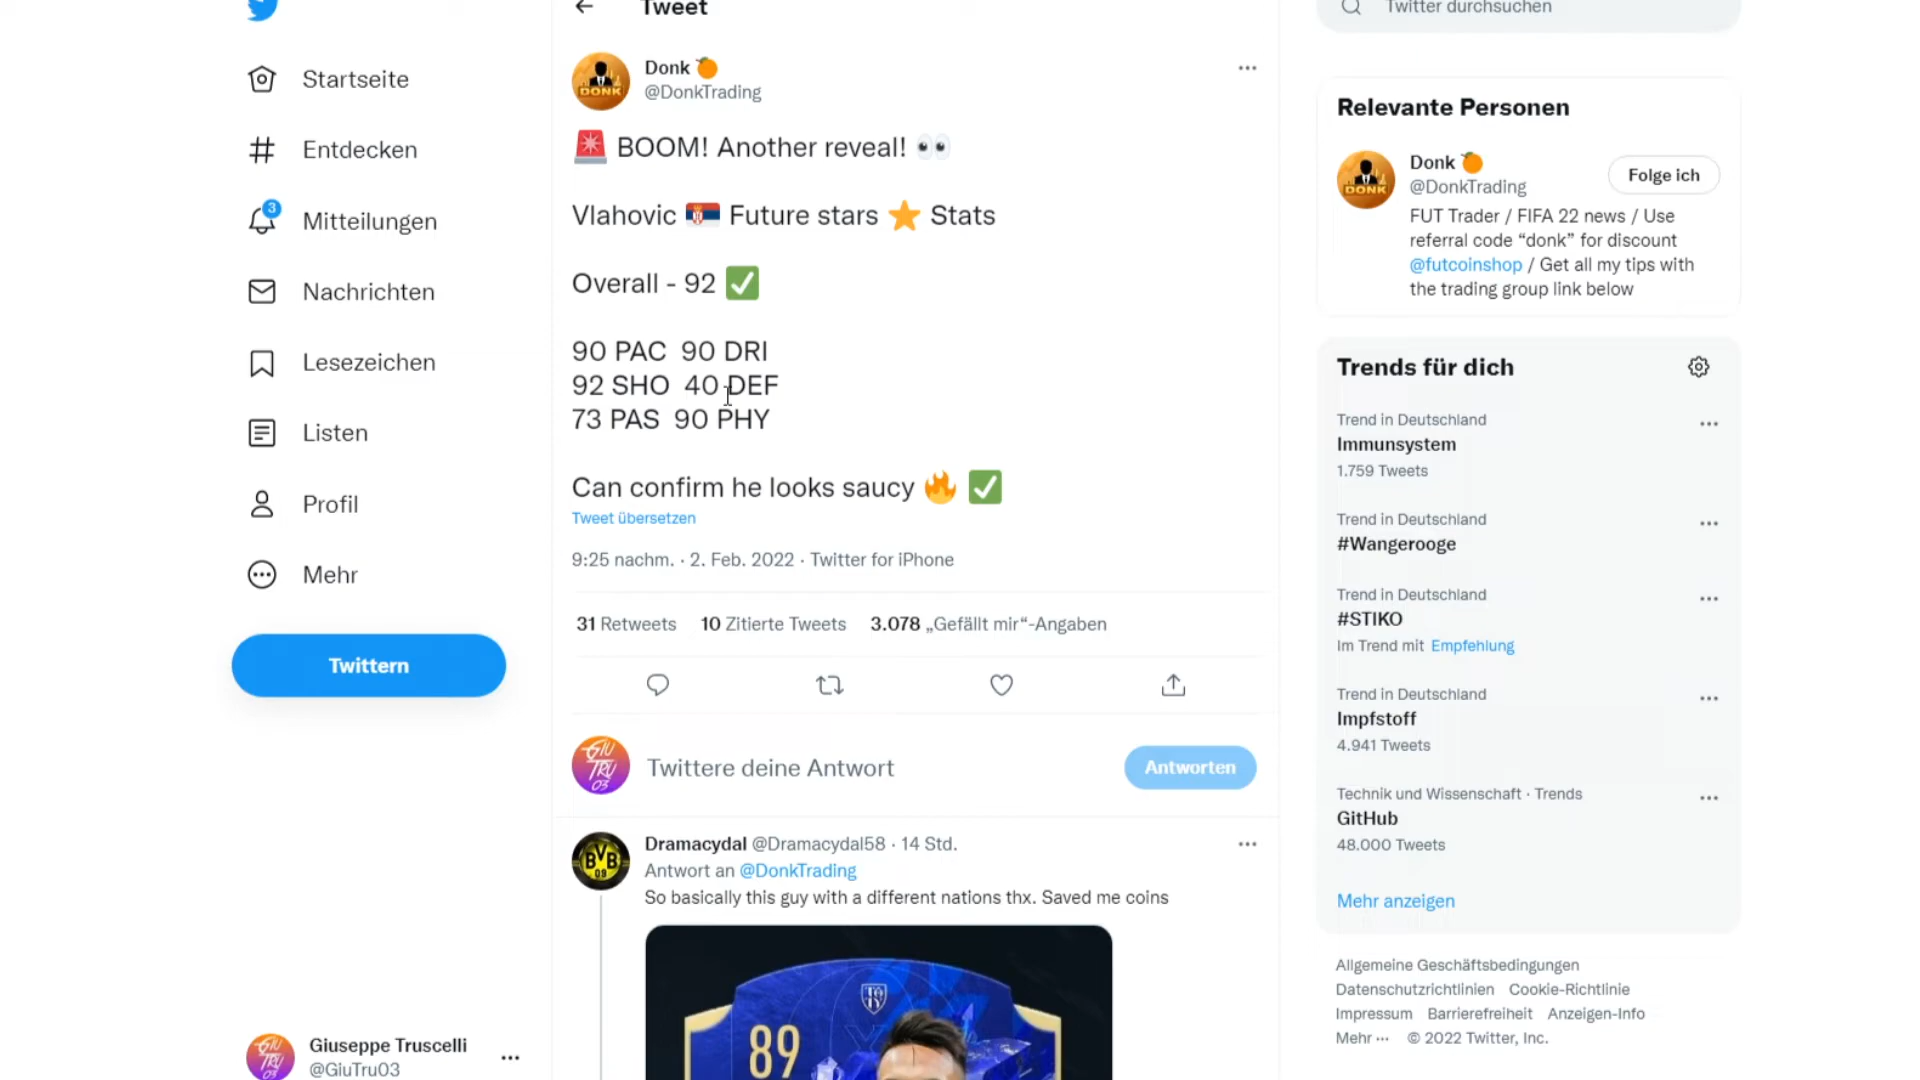 Tweet
Startseite
Entdecken
3
Mitteilungen
Nachrichten
Lesezeichen
Listen
Profil
Mehr
Twittern
Giuseppe Truscelli
@GiuTru03
DONK
Donk
@DonkTrading
BOOM! Another reveal!
Vlahovic Future stars Stats
Overall - 92
90 PAC 90 DRI
92 SHO 40 DEF
73 PAS 90 PHY
Can confirm he looks saucy
Tweet übersetzen
9:25 nachm. · 2. Feb. 2022 · Twitter for iPhone
31 Retweets 10 Zitierte Tweets 3.078 „Gefällt mir“-Angaben
GIU
TRU
03
Twittere deine Antwort
Antworten
BVB
09
Dramacydal @Dramacydal58 · 14 Std.
Antwort an @DonkTrading
So basically this guy with a different nations thx. Saved me coins
89
Twitter durchsuchen
Relevante Personen
DONK
Donk
@DonkTrading
Folge ich
FUT Trader / FIFA 22 news / Use
referral code “donk” for discount
@futcoinshop / Get all my tips with
the trading group link below
Trends für dich
Trend in Deutschland
Immunsystem
1.759 Tweets
Trend in Deutschland
#Wangerooge
Trend in Deutschland
#STIKO
Im Trend mit Empfehlung
Trend in Deutschland
Impfstoff
4.941 Tweets
Technik und Wissenschaft · Trends
GitHub
48.000 Tweets
Mehr anzeigen
Allgemeine Geschäftsbedingungen
Datenschutzrichtlinien Cookie-Richtlinie
Impressum Barrierefreiheit Anzeigen-Info
Mehr ··· © 2022 Twitter, Inc.